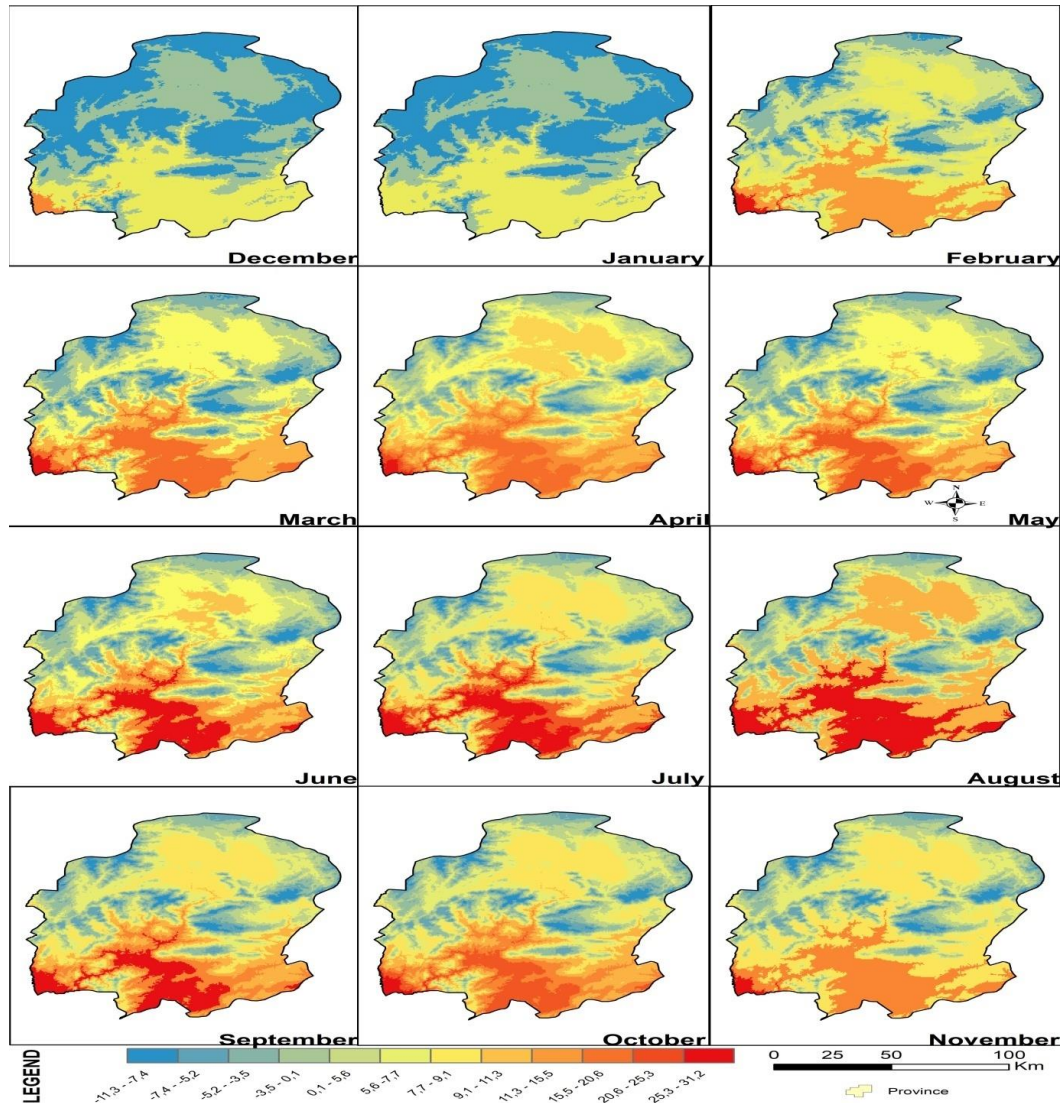 December
January
February
March
April
May
N
W E
S
June
July
August
September
October
November
LEGEND
-11,3 - -7,4
-7,4 - -5,2
-5,2 - -3,5
-3,5 - 0,1
0,1 - 5,6
5,6 - 7,7
7,7 - 9,1
9,1 - 11,3
11,3 - 15,5
15,5 - 20,6
20,6 - 25,3
25,3 - 31,2
0 25 50 100
Km
Province